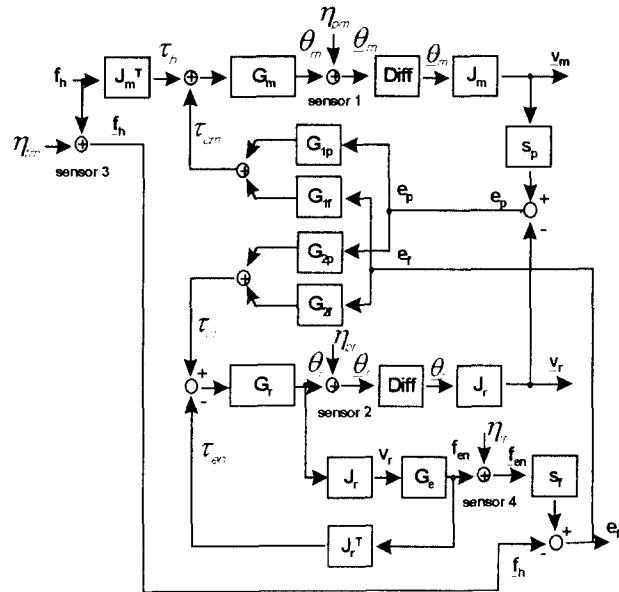 η_pm
f_h J_m^T τ_h G_m θ_m θ_m Diff θ_m J_m v_m
sensor 1
η_fm f_h
sensor 3
τ_cm
G_1p
s_p
G_1f
e_p e_p
+
-
G_2p
e_f
G_2f
η_pr
+
-
G_r θ_r θ_r Diff θ_r J_r v_r
sensor 2
τ_en
η_fr
J_r v_r G_e f_en f_en s_f
sensor 4
J_r^T
+
-
e_f
f_h